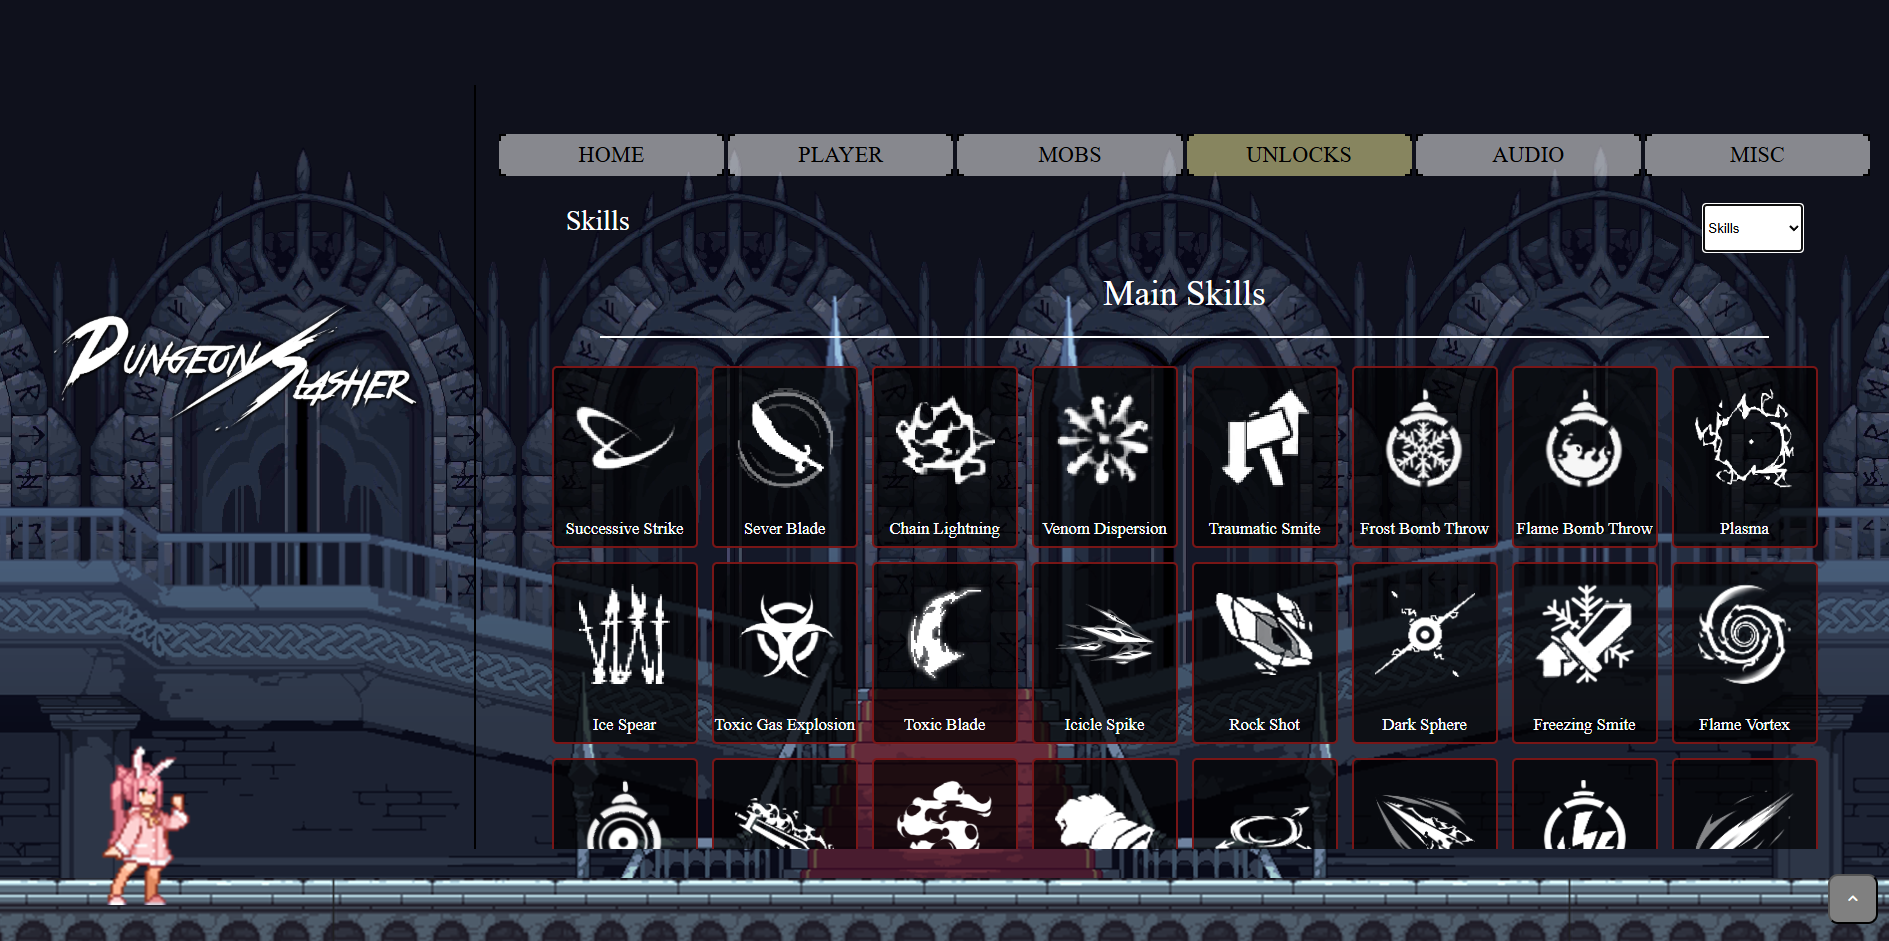 HOME PLAYER MOBS UNLOCKS AUDIO MISC
Skills
Skills
Main Skills
DUNGEON SLASHER
Successive Strike Sever Blade Chain Lightning Venom Dispersion Traumatic Smite Frost Bomb Throw Flame Bomb Throw Plasma
Ice Spear Toxic Gas Explosion Toxic Blade Icicle Spike Rock Shot Dark Sphere Freezing Smite Flame Vortex